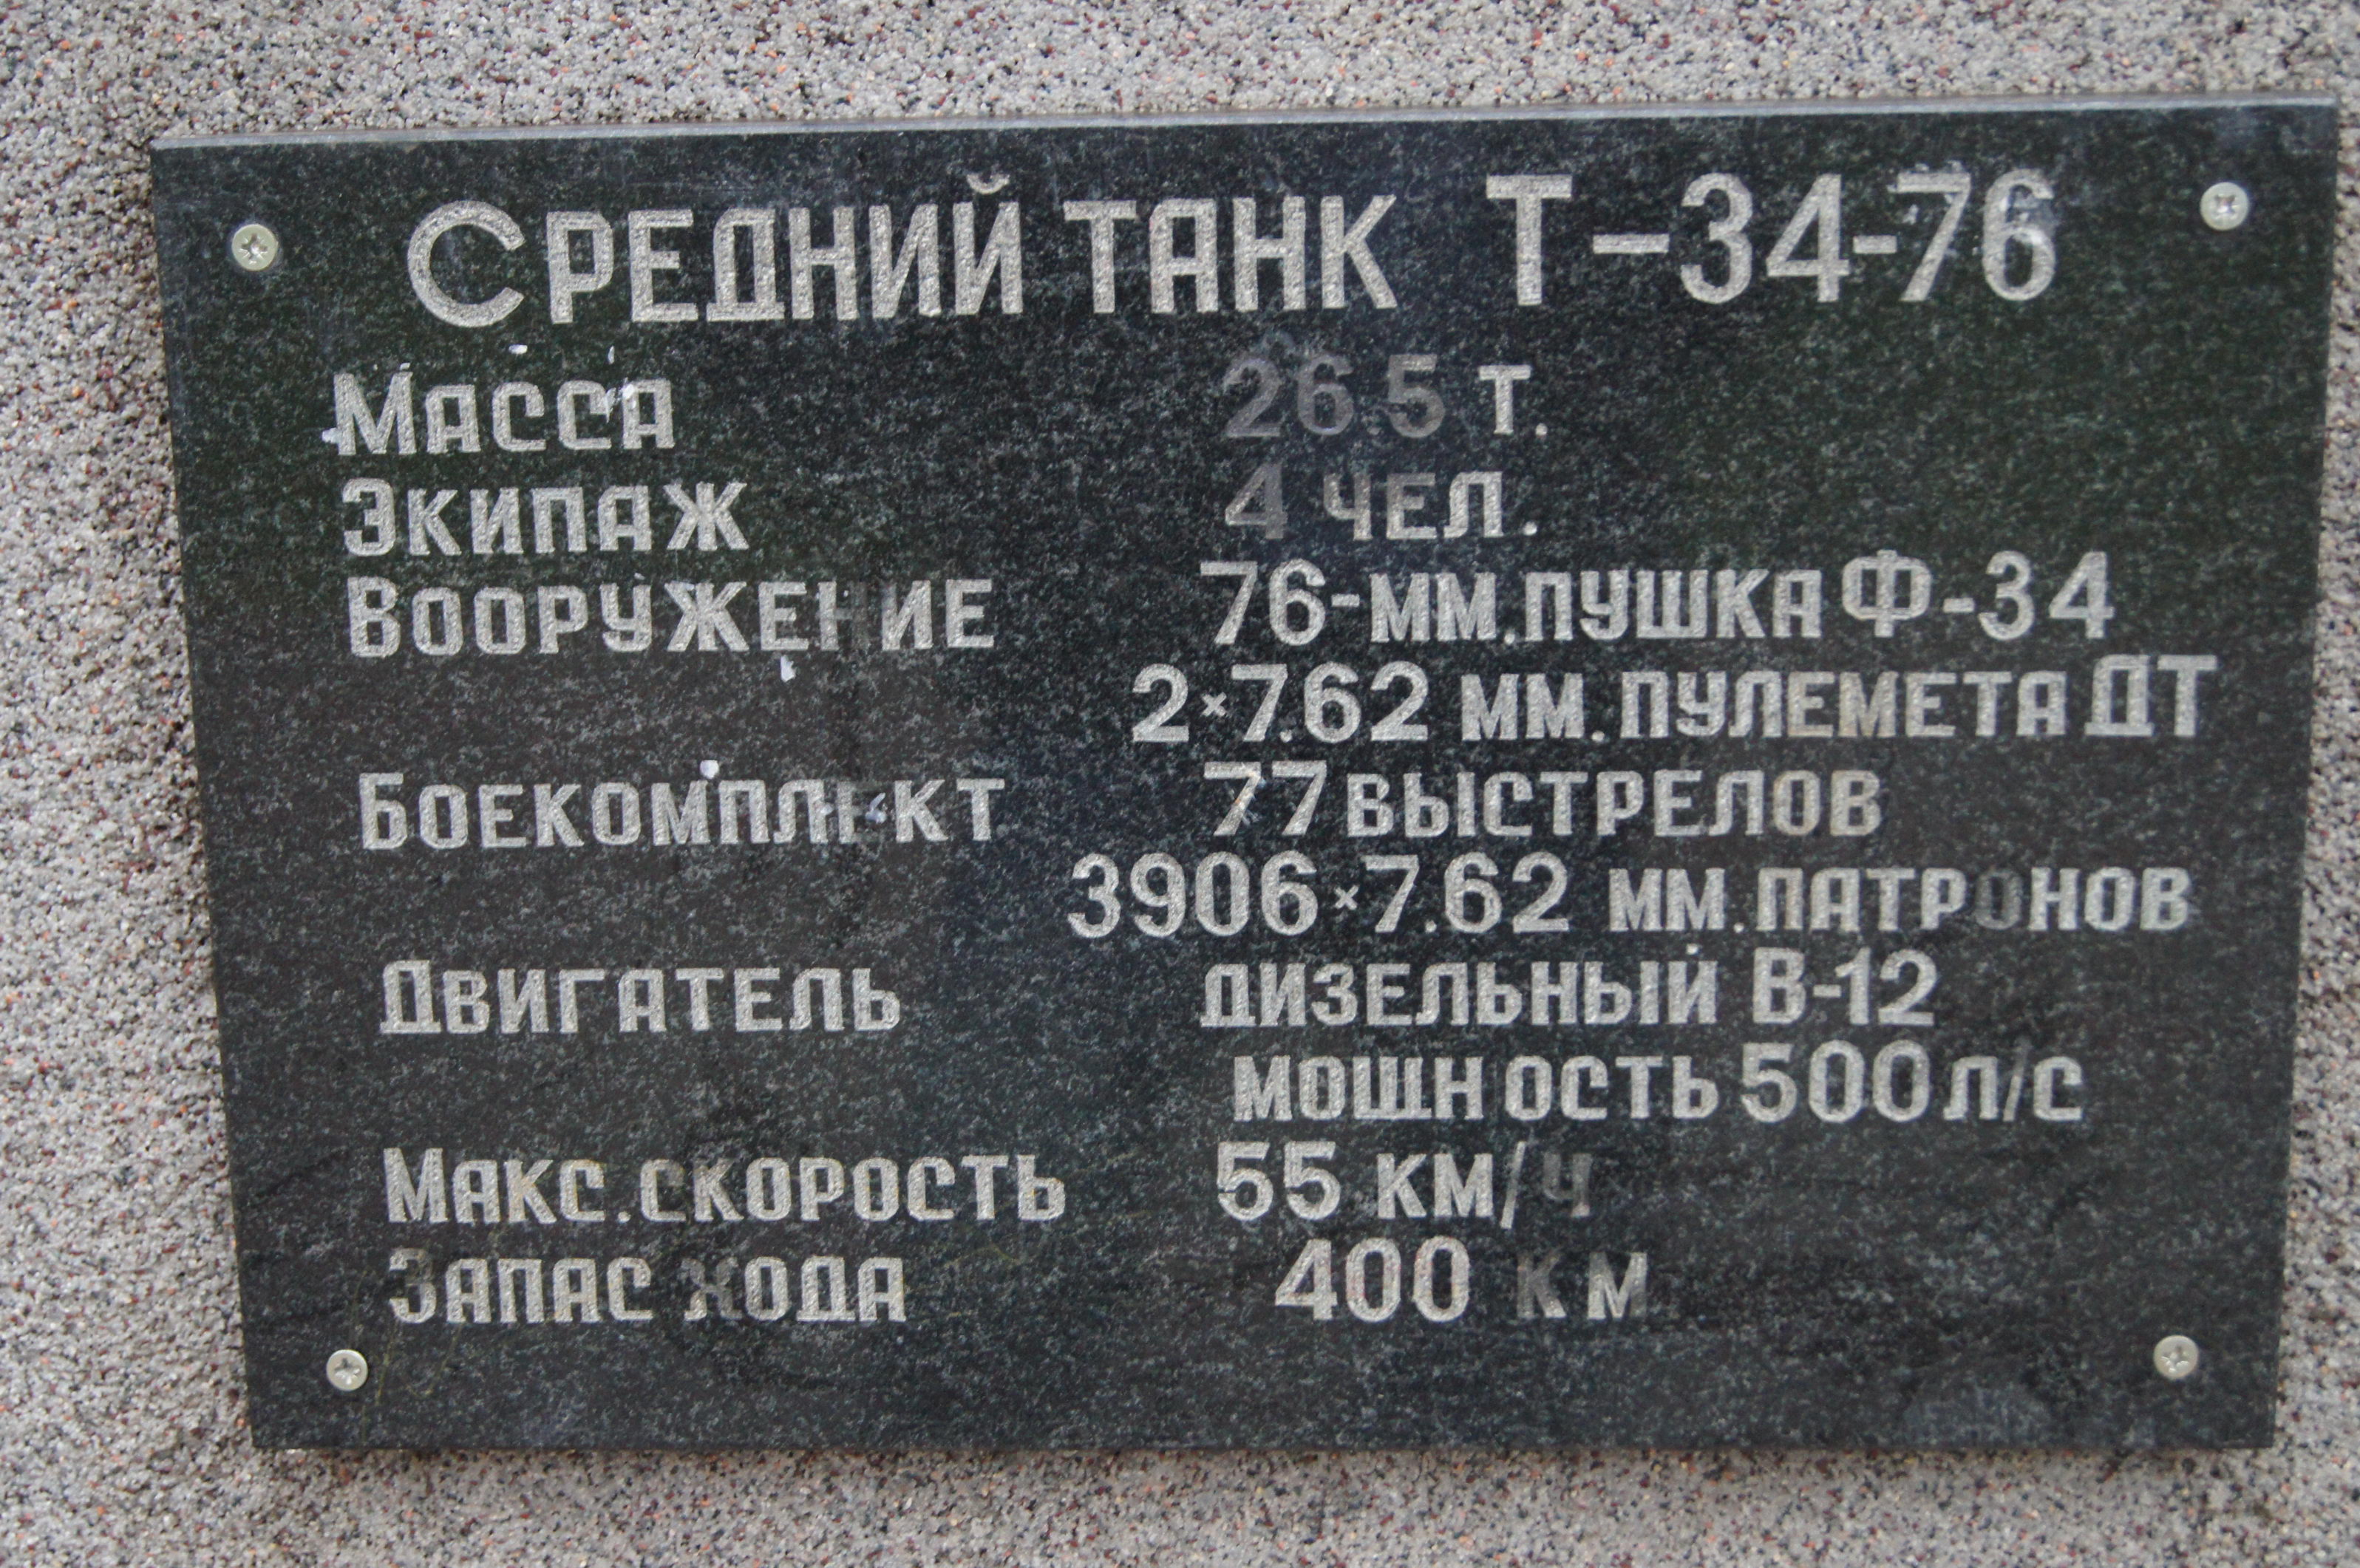 СРЕДНИЙ ТАНК Т-34-76
МАССА 26.5 Т.
ЭКИПАЖ 4 ЧЕЛ.
ВООРУЖЕНИЕ 76-ММ.ПУШКА Ф-34
2×7.62 ММ.ПУЛЕМЕТА ДТ
БОЕКОМПЛЕКТ 77 ВЫСТРЕЛОВ
3906×7.62 ММ.ПАТРОНОВ
ДВИГАТЕЛЬ ДИЗЕЛЬНЫЙ В-12
МОЩНОСТЬ 500 Л/С
МАКС.СКОРОСТЬ 55 КМ/Ч
ЗАПАС ХОДА 400 КМ